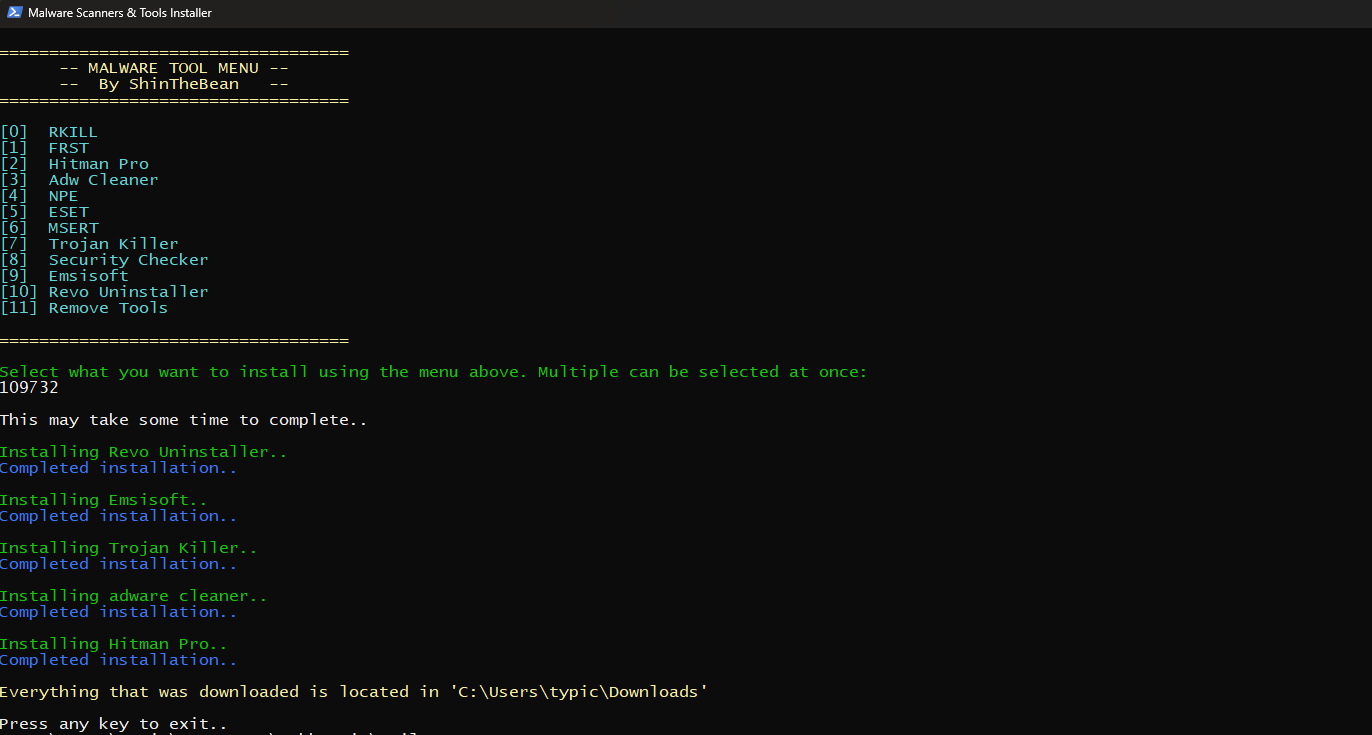 Malware Scanners & Tools Installer
===================================
-- MALWARE TOOL MENU --
-- By ShinTheBean --
===================================
[0] RKILL
[1] FRST
[2] Hitman Pro
[3] Adw Cleaner
[4] NPE
[5] ESET
[6] MSERT
[7] Trojan Killer
[8] Security Checker
[9] Emsisoft
[10] Revo Uninstaller
[11] Remove Tools
===================================
Select what you want to install using the menu above. Multiple can be selected at once:
109732
This may take some time to complete..
Installing Revo Uninstaller..
Completed installation..
Installing Emsisoft..
Completed installation..
Installing Trojan Killer..
Completed installation..
Installing adware cleaner..
Completed installation..
Installing Hitman Pro..
Completed installation..
Everything that was downloaded is located in 'C:\Users\typic\Downloads'
Press any key to exit..